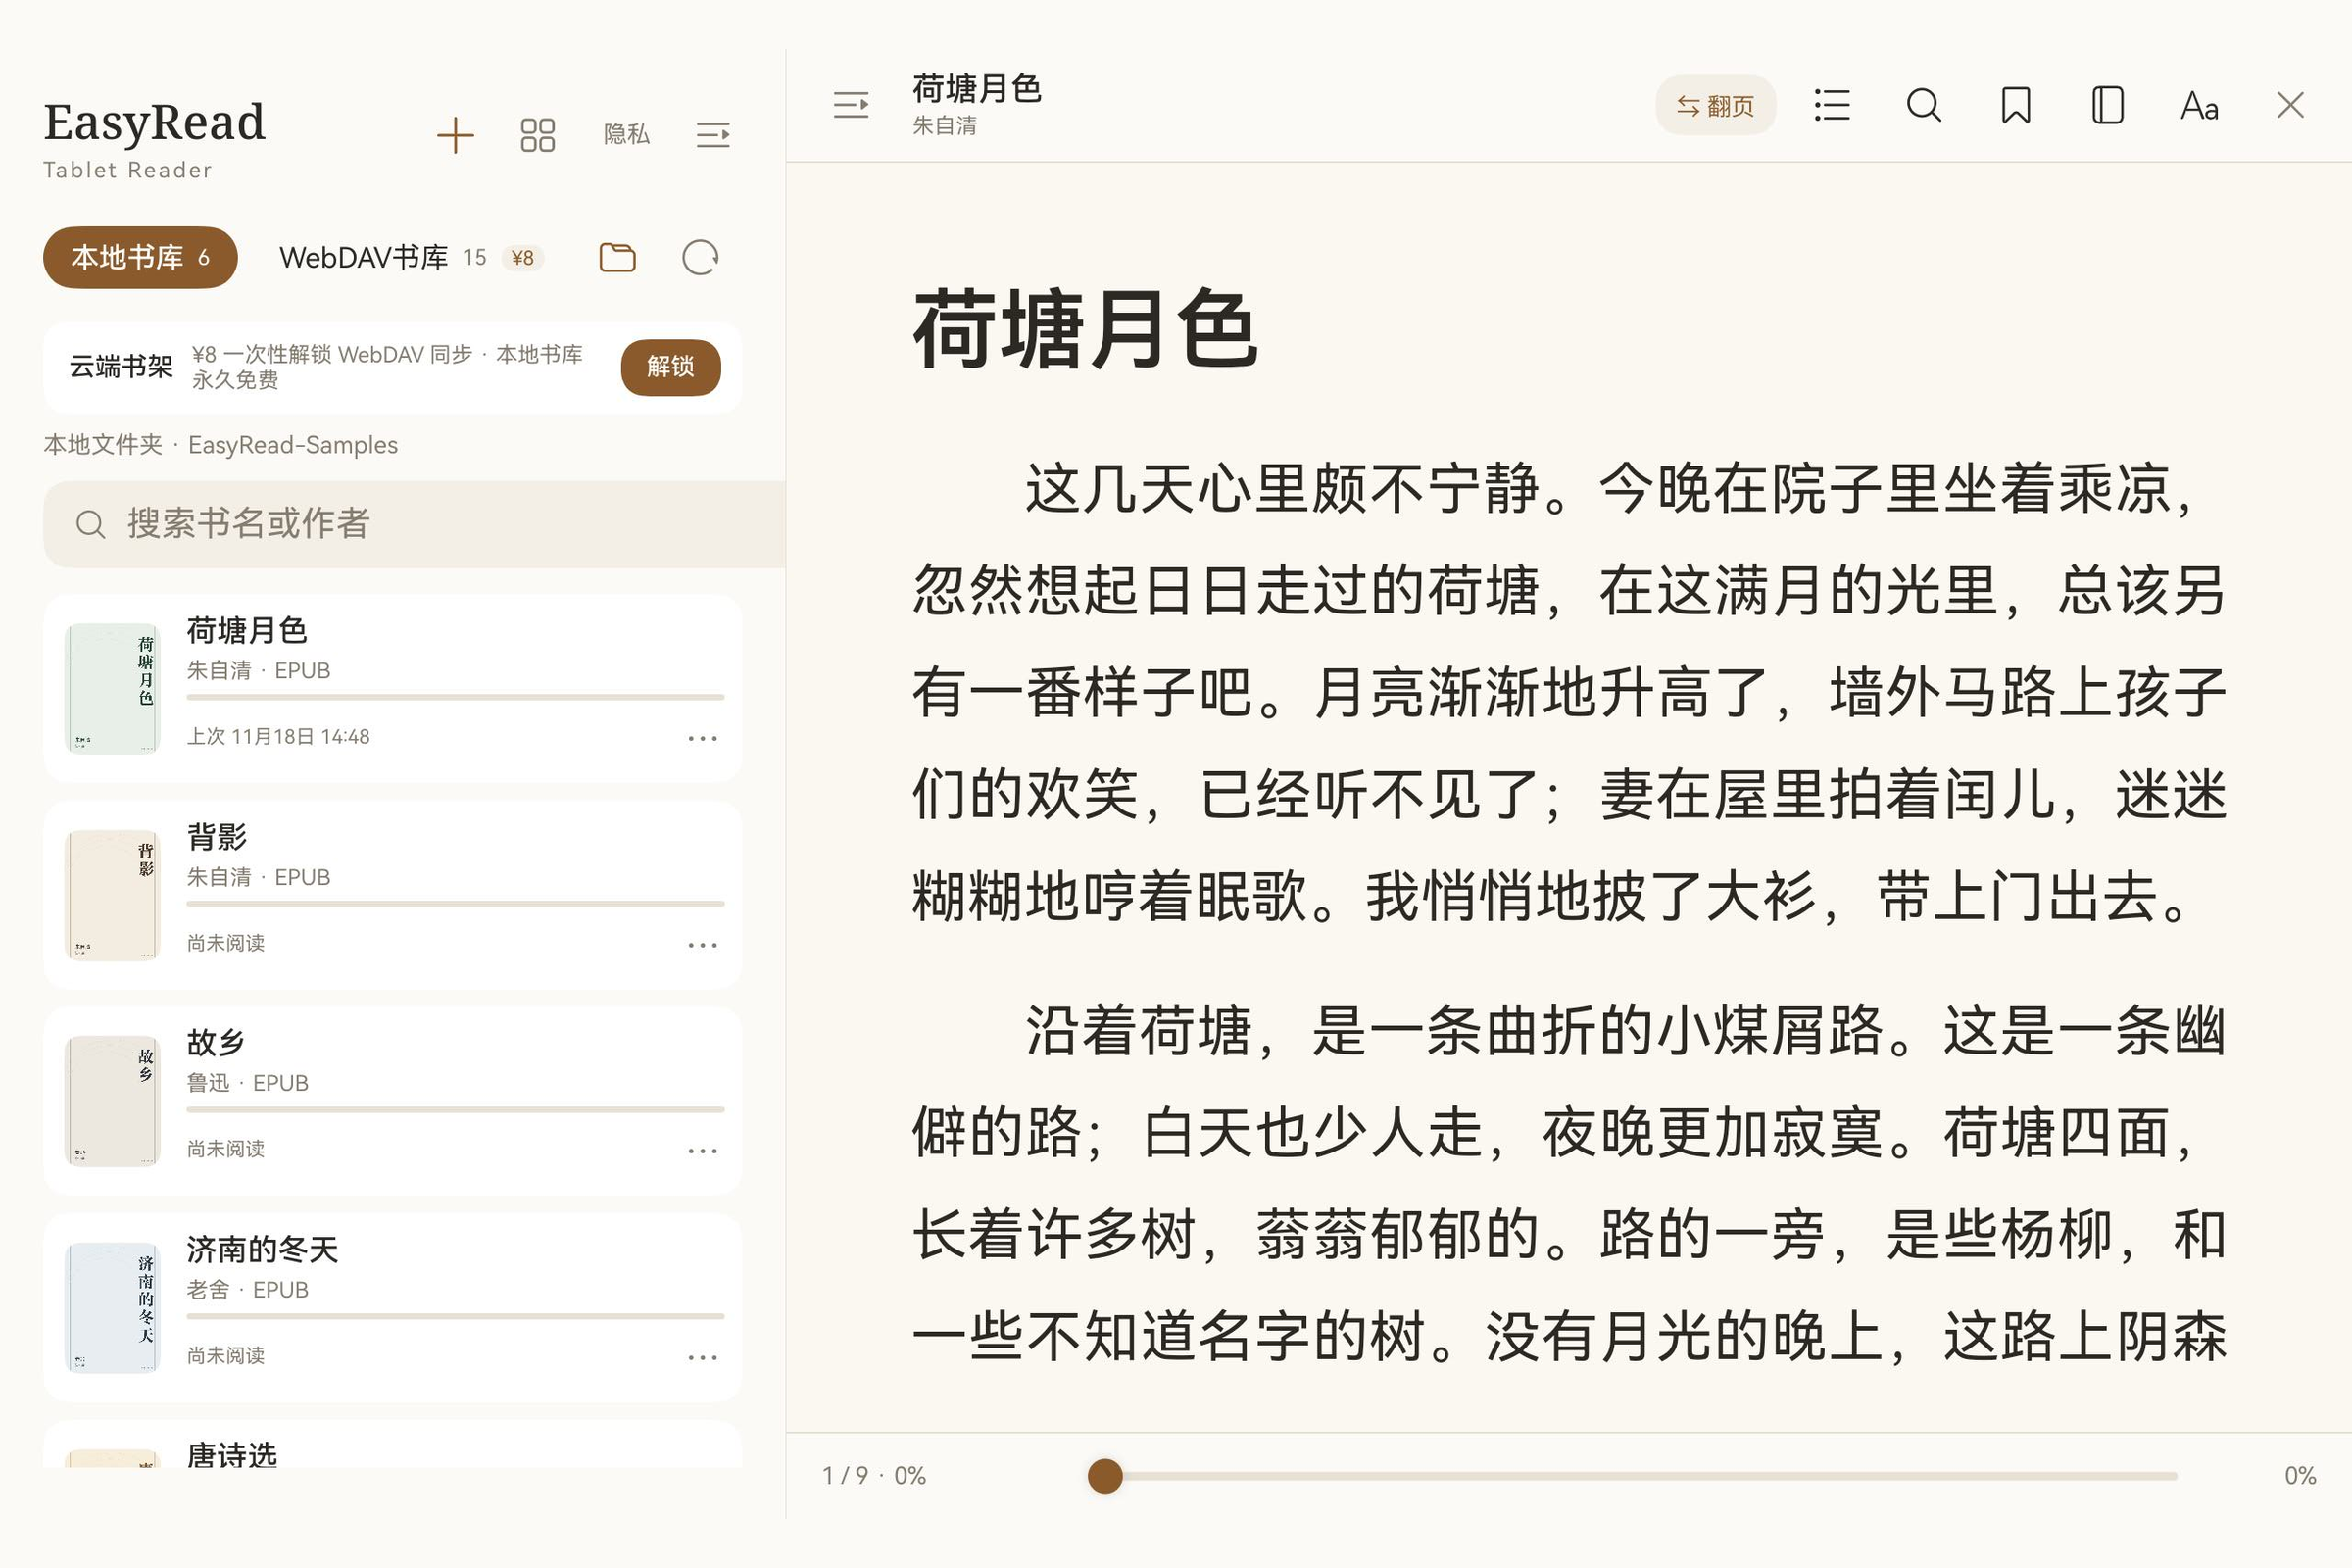 EasyRead
Tablet Reader
隐私
本地书库 6
WebDAV书库 15 ¥8
云端书架
¥8 一次性解锁 WebDAV 同步 · 本地书库
永久免费
解锁
本地文件夹 · EasyRead-Samples
搜索书名或作者
荷塘月色
荷塘月色
朱自清 · EPUB
上次 11月18日 14:48
背影
背影
朱自清 · EPUB
尚未阅读
故乡
故乡
鲁迅 · EPUB
尚未阅读
济南的冬天
济南的冬天
老舍 · EPUB
尚未阅读
唐诗选
荷塘月色
朱自清
翻页
Aa
荷塘月色
这几天心里颇不宁静。今晚在院子里坐着乘凉，
忽然想起日日走过的荷塘，在这满月的光里，总该另
有一番样子吧。月亮渐渐地升高了，墙外马路上孩子
们的欢笑，已经听不见了；妻在屋里拍着闰儿，迷迷
糊糊地哼着眠歌。我悄悄地披了大衫，带上门出去。
沿着荷塘，是一条曲折的小煤屑路。这是一条幽
僻的路；白天也少人走，夜晚更加寂寞。荷塘四面，
长着许多树，蓊蓊郁郁的。路的一旁，是些杨柳，和
一些不知道名字的树。没有月光的晚上，这路上阴森
1 / 9 · 0%
0%